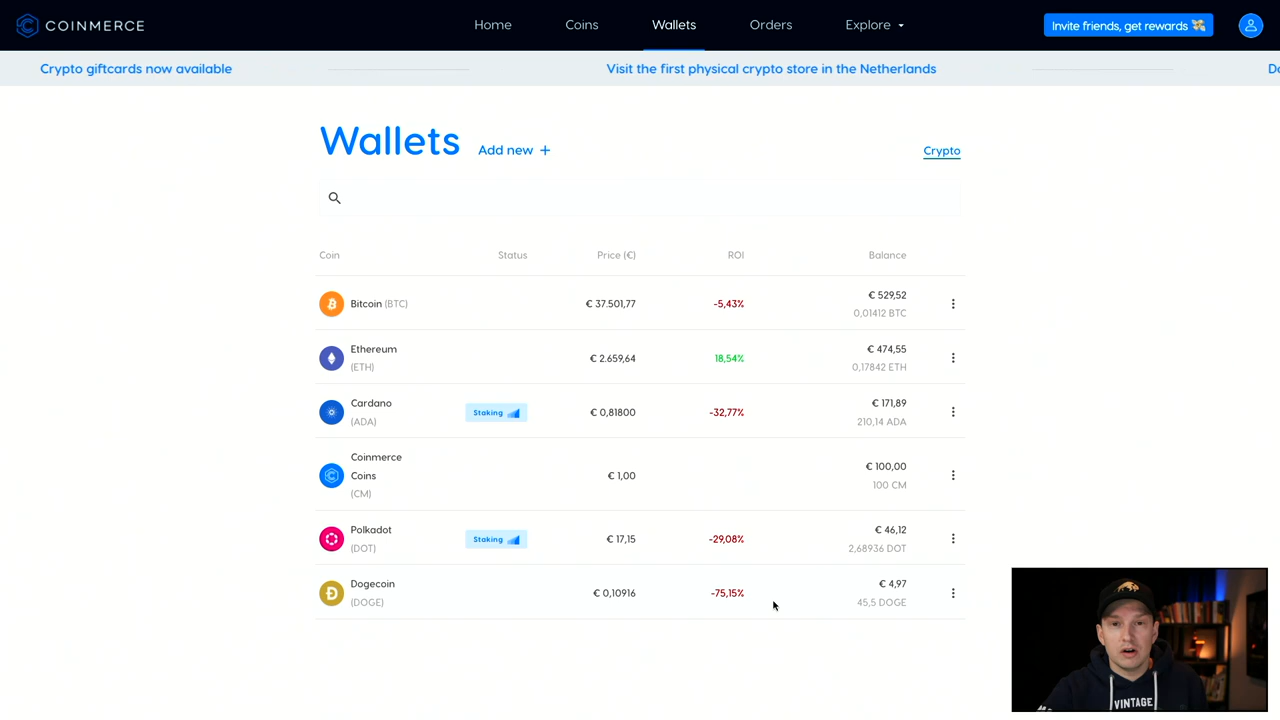 COINMERCE
Home
Coins
Wallets
Orders
Explore
Invite friends, get rewards 💸
Crypto giftcards now available
Visit the first physical crypto store in the Netherlands
Do
Wallets
Add new +
Crypto
Coin
Status
Price (€)
ROI
Balance
Bitcoin (BTC)
€ 37.501,77
-5,43%
€ 529,52
0,01412 BTC
Ethereum
(ETH)
€ 2.659,64
18,54%
€ 474,55
0,17842 ETH
Cardano
(ADA)
Staking
€ 0,81800
-32,77%
€ 171,89
210,14 ADA
Coinmerce
Coins
(CM)
€ 1,00
€ 100,00
100 CM
Polkadot
(DOT)
Staking
€ 17,15
-29,08%
€ 46,12
2,68936 DOT
Dogecoin
(DOGE)
€ 0,10916
-75,15%
€ 4,97
45,5 DOGE
VINTAGE